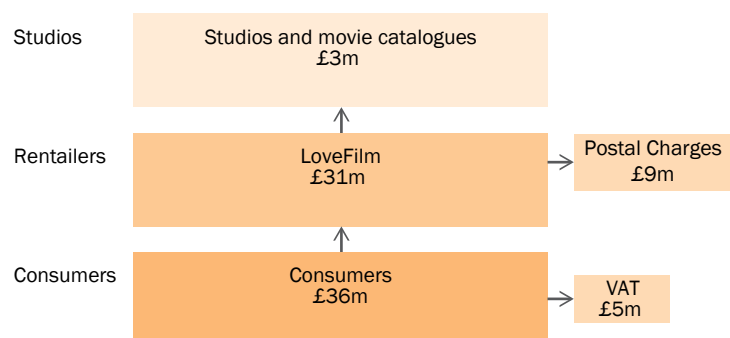 Studios
Studios and movie catalogues
£3m
Rentailers
LoveFilm
£31m
Postal Charges
£9m
Consumers
Consumers
£36m
VAT
£5m